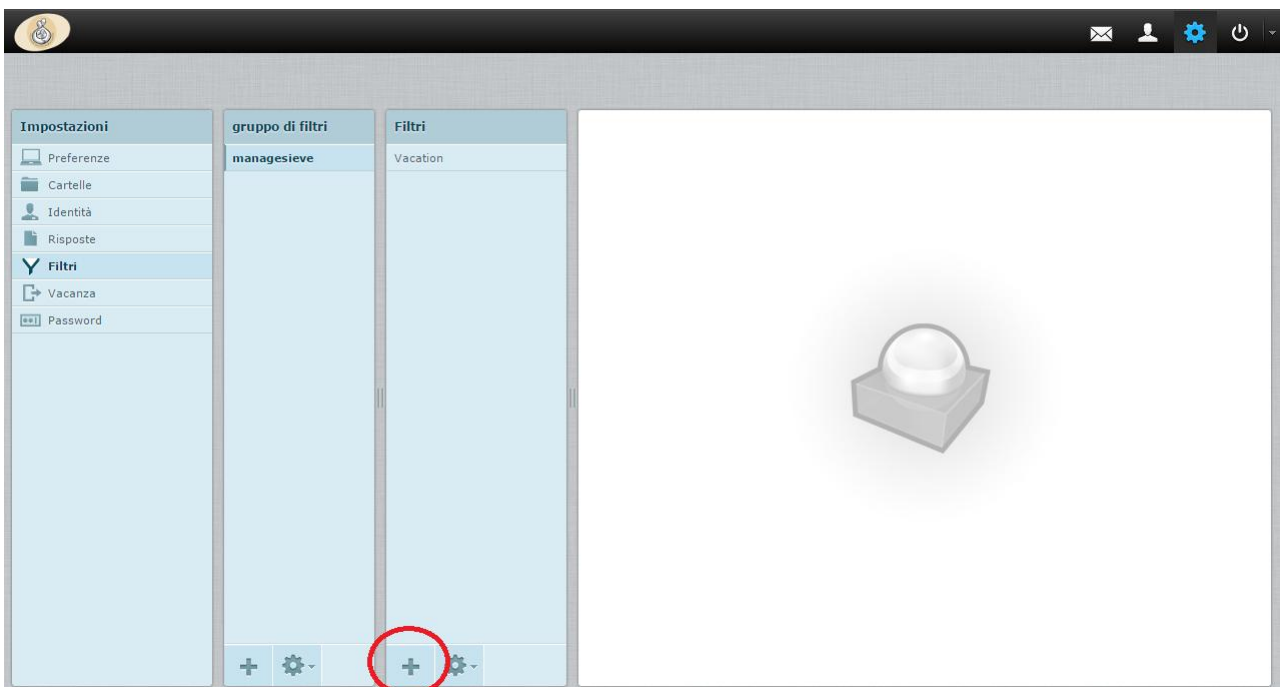 Impostazioni
Preferenze
Cartelle
Identità
Risposte
Filtri
Vacanza
Password
gruppo di filtri
managesieve
Filtri
Vacation